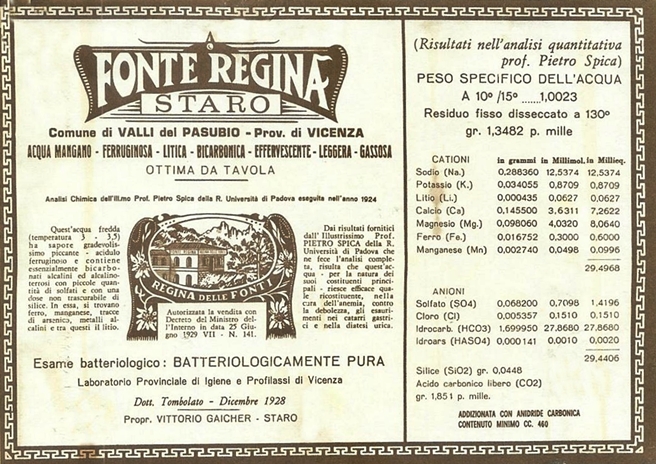 FONTE REGINA
STARO
Comune di VALLI del PASUBIO - Prov. di VICENZA
ACQUA MANGANO - FERRUGINOSA - LITICA - BICARBONICA - EFFERVESCENTE - LEGGERA - GASSOSA
OTTIMA DA TAVOLA
Analisi Chimica dell'Ill.mo Prof. Pietro Spica della R. Università di Padova eseguita nell'anno 1924
Quest'acqua fredda
(temperatura 3 - 3,5)
ha sapore gradevolis-
simo piccante - acidulo
ferruginoso e contiene
essenzialmente bicarbo-
nati alcalini ed alcalino-
terrosi con piccole quanti-
tà di solfati e con una
dose non trascurabile di
silice. In essa, si trovano
ferro, manganese, tracce
di arsenico, metalli al-
calini e tra questi il litio.
REGINA DELLE FONTI
Autorizzata la vendita con
Decreto del Ministro del-
l'Interno in data 25 Giu-
gno 1929 VII - N. 141.
Dai risultati forniti
dall' Illustrissimo Prof.
PIETRO SPICA della R.
Università di Padova che
ne fece l'analisi comple-
ta, risulta che quest'ac-
qua - per la natura dei
suoi costituenti princi-
pali - riesce efficace qua-
le ricostituente, nella
cura dell'anemia, contro
la debolezza, gli esauri-
menti nei catarri gastri-
ci e nella diatesi urica.
Esame batteriologico: BATTERIOLOGICAMENTE PURA
Laboratorio Provinciale di Igiene e Profilassi di Vicenza
Dott. Tombolato - Dicembre 1928
Propr. VITTORIO GAICHER - STARO
(Risultati nell'analisi quantitativa
prof. Pietro Spica)
PESO SPECIFICO DELL'ACQUA
A 10º /15º .......1,0023
Residuo fisso disseccato a 130º
gr. 1,3482 p. mille
CATIONI in grammi in Millimol. in Millieq.
Sodio (Na.) 0,288360 12,5374 12,5374
Potassio (K.) 0,034055 0,8709 0,8709
Litio (Li.) 0,000435 0,0627 0,0627
Calcio (Ca) 0,145500 3,6311 7,2622
Magnesio (Mg.) 0,098060 4,0320 8,0640
Ferro (Fe.) 0,016752 0,3000 0,6000
Manganese (Mn) 0,002740 0,0498 0,0996
29,4968
ANIONI
Solfato (SO4) 0,068200 0,7098 1,4196
Cloro (Cl) 0,005357 0,1510 0,1510
Idrocarb. (HCO3) 1,699950 27,8680 27,8680
Idroars (HASO4) 0,000141 0,0010 0,0020
29,4406
Silice (SiO2) gr. 0,0448
Acido carbonico libero (CO2)
gr. 1,851 p. mille.
ADDIZIONATA CON ANIDRIDE CARBONICA
CONTENUTO MINIMO CC. 460